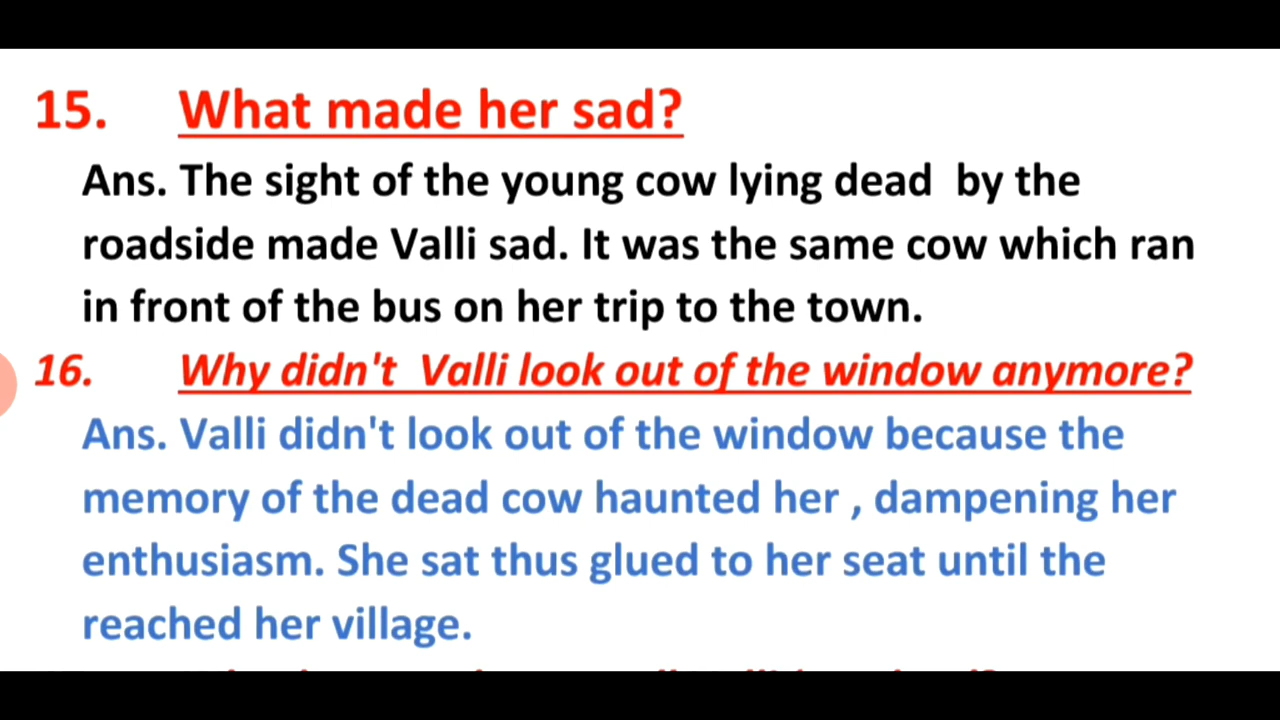 15. What made her sad?
Ans. The sight of the young cow lying dead by the
roadside made Valli sad. It was the same cow which ran
in front of the bus on her trip to the town.
16. Why didn't Valli look out of the window anymore?
Ans. Valli didn't look out of the window because the
memory of the dead cow haunted her , dampening her
enthusiasm. She sat thus glued to her seat until the
reached her village.